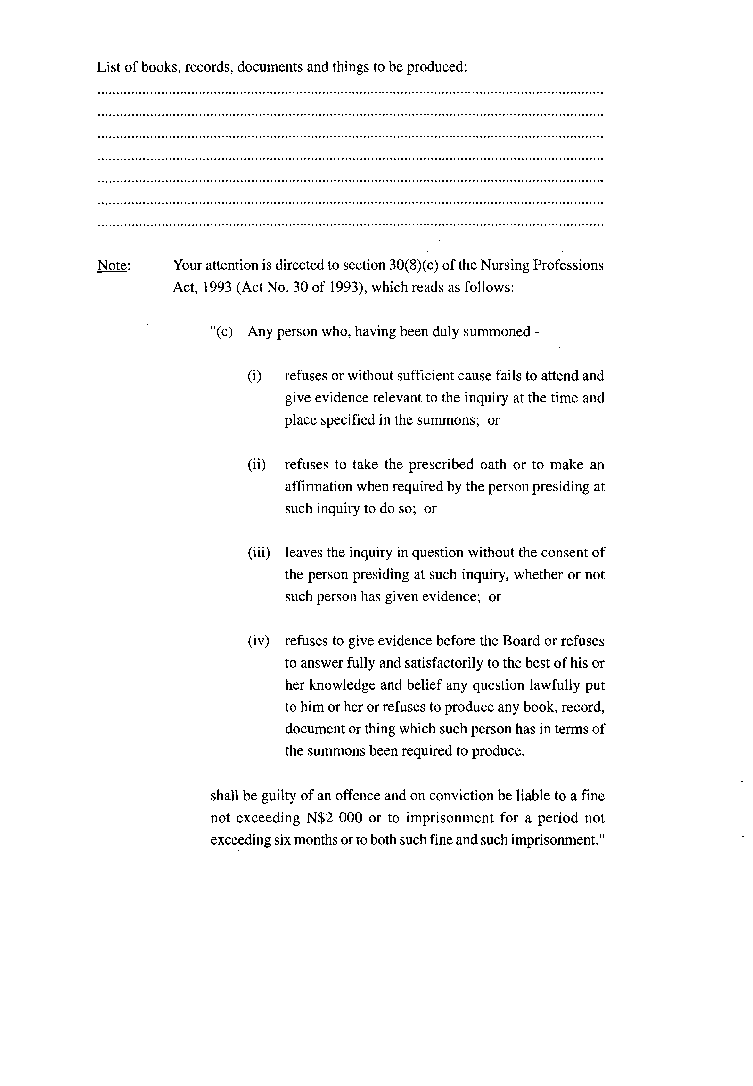 List of books, records, documents and things to be produced:
....................................................................................................................................
....................................................................................................................................
....................................................................................................................................
....................................................................................................................................
....................................................................................................................................
....................................................................................................................................
....................................................................................................................................
Note: Your attention is directed to section 30(8)(c) of the Nursing Professions
Act, 1993 (Act No. 30 of 1993), which reads as follows:
"(c) Any person who, having been duly summoned -
(i) refuses or without sufficient cause fails to attend and
give evidence relevant to the inquiry at the time and
place specified in the summons; or
(ii) refuses to take the prescribed oath or to make an
affirmation when required by the person presiding at
such inquiry to do so; or
(iii) leaves the inquiry in question without the consent of
the person presiding at such inquiry, whether or not
such person has given evidence; or
(iv) refuses to give evidence before the Board or refuses
to answer fully and satisfactorily to the best of his or
her knowledge and belief any question lawfully put
to him or her or refuses to produce any book, record,
document or thing which such person has in terms of
the summons been required to produce.
shall be guilty of an offence and on conviction be liable to a fine
not exceeding N$2 000 or to imprisonment for a period not
exceeding six months or to both such fine and such imprisonment."